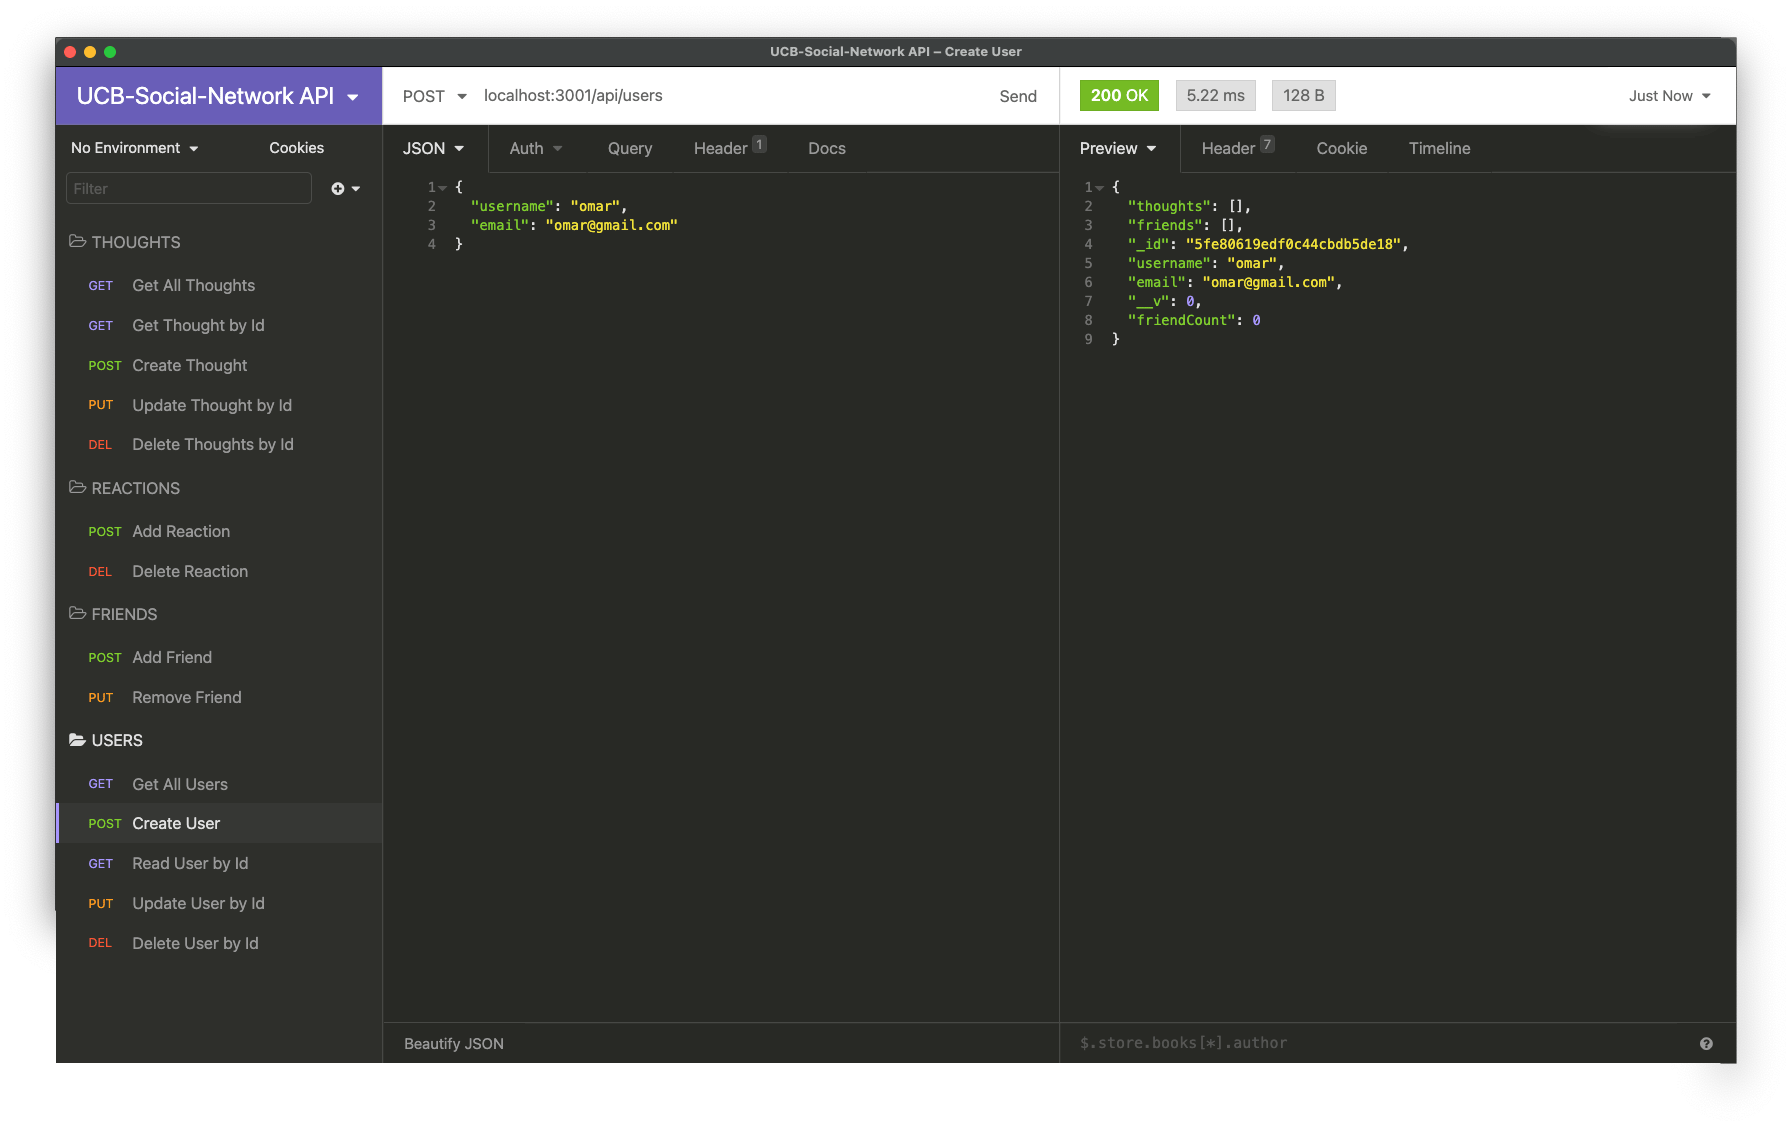 UCB-Social-Network API – Create User
UCB-Social-Network API
POST localhost:3001/api/users Send
200 OK 5.22 ms 128 B Just Now
No Environment Cookies
Filter
THOUGHTS
GET Get All Thoughts
GET Get Thought by Id
POST Create Thought
PUT Update Thought by Id
DEL Delete Thoughts by Id
REACTIONS
POST Add Reaction
DEL Delete Reaction
FRIENDS
POST Add Friend
PUT Remove Friend
USERS
GET Get All Users
POST Create User
GET Read User by Id
PUT Update User by Id
DEL Delete User by Id
JSON Auth Query Header 1 Docs
1 {
2 "username": "omar",
3 "email": "omar@gmail.com"
4 }
Beautify JSON
Preview Header 7 Cookie Timeline
1 {
2 "thoughts": [],
3 "friends": [],
4 "_id": "5fe80619edf0c44cbdb5de18",
5 "username": "omar",
6 "email": "omar@gmail.com",
7 "__v": 0,
8 "friendCount": 0
9 }
$.store.books[*].author